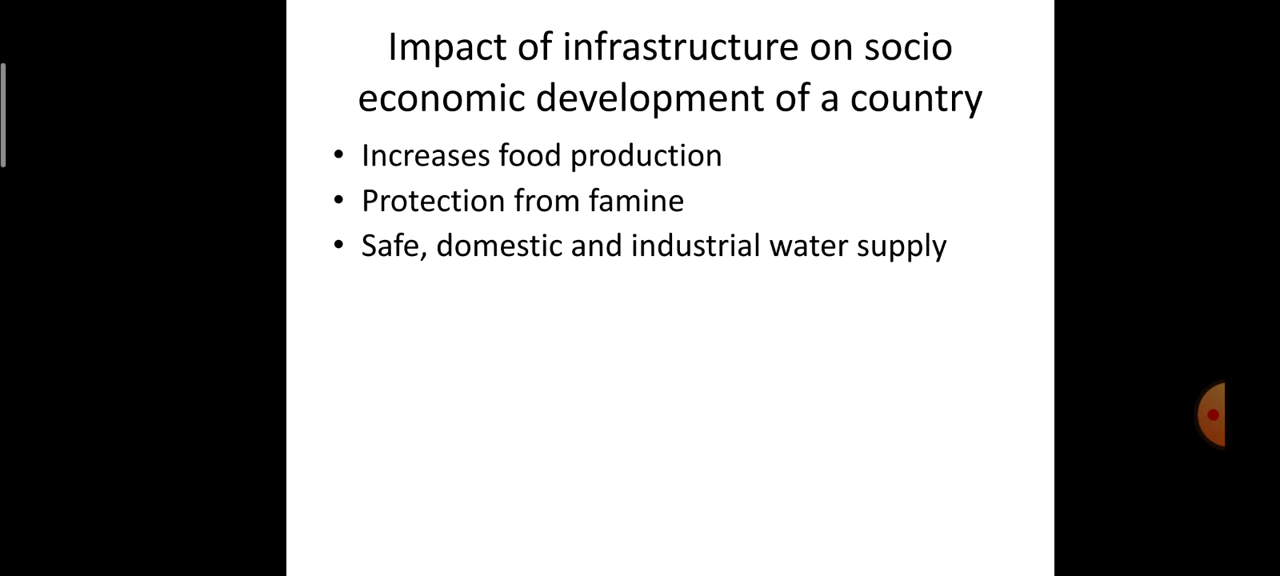 Impact of infrastructure on socio
economic development of a country
• Increases food production
• Protection from famine
• Safe, domestic and industrial water supply